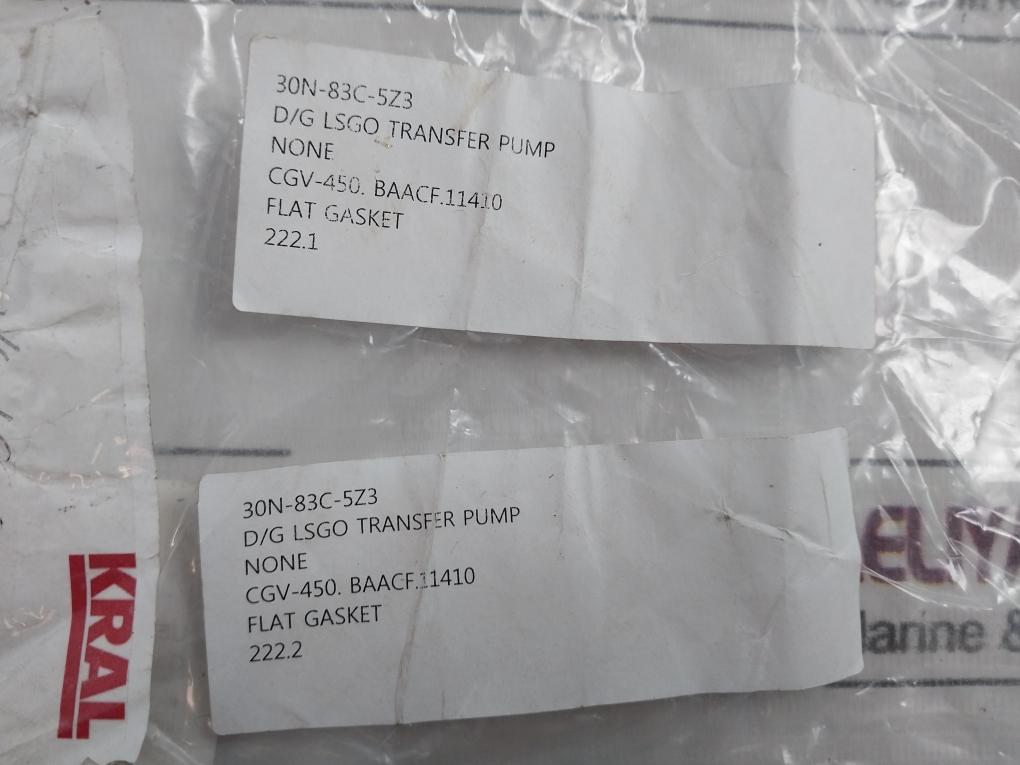 30N-83C-5Z3
D/G LSGO TRANSFER PUMP
NONE
CGV-450. BAACF.11410
FLAT GASKET
222.1
30N-83C-5Z3
D/G LSGO TRANSFER PUMP
NONE
CGV-450. BAACF.11410
FLAT GASKET
222.2
KRAL
&